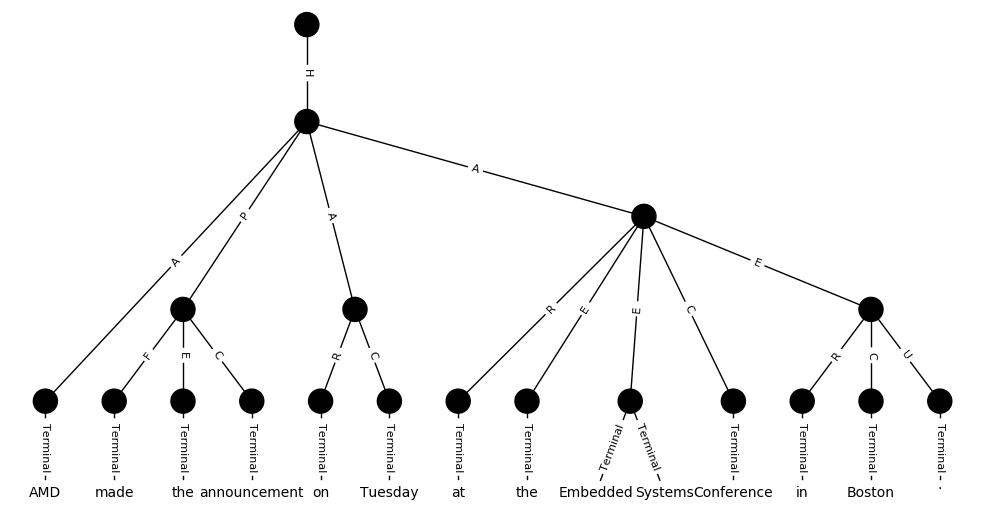 H
A P A A
R E E C E
F E C R C R C U
Terminal Terminal Terminal Terminal Terminal Terminal Terminal Terminal Terminal Terminal Terminal Terminal Terminal Terminal
AMD made the announcement on Tuesday at the Embedded Systems Conference in Boston .